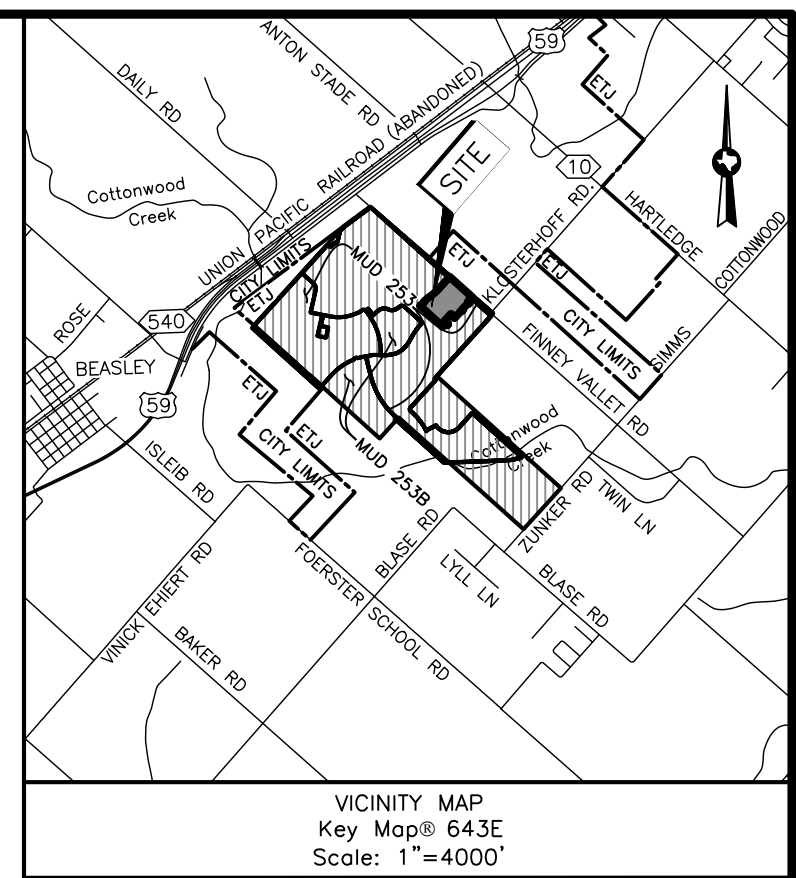 59
ETJ
ANTON STADE RD
DAILY RD
UNION PACIFIC RAILROAD (ABANDONED)
SITE
10
Cottonwood
Creek
KLOSTERHOFF RD.
HARTLEDGE
COTTONWOOD
CITY LIMITS
ETJ
MUD 253
ETJ
ETJ
CITY LIMITS
SIMMS
ROSE
540
BEASLEY
59
FINNEY VALLET RD
ETJ
CITY LIMITS
ETJ
Cottonwood
Creek
MUD 253B
ISLEIB RD
ZUNKER RD
TWIN LN
BLASE RD
VINICK EHIERT RD
FOERSTER SCHOOL RD
LYLL LN
BLASE RD
BAKER RD
VICINITY MAP
Key Map® 643E
Scale: 1"=4000'